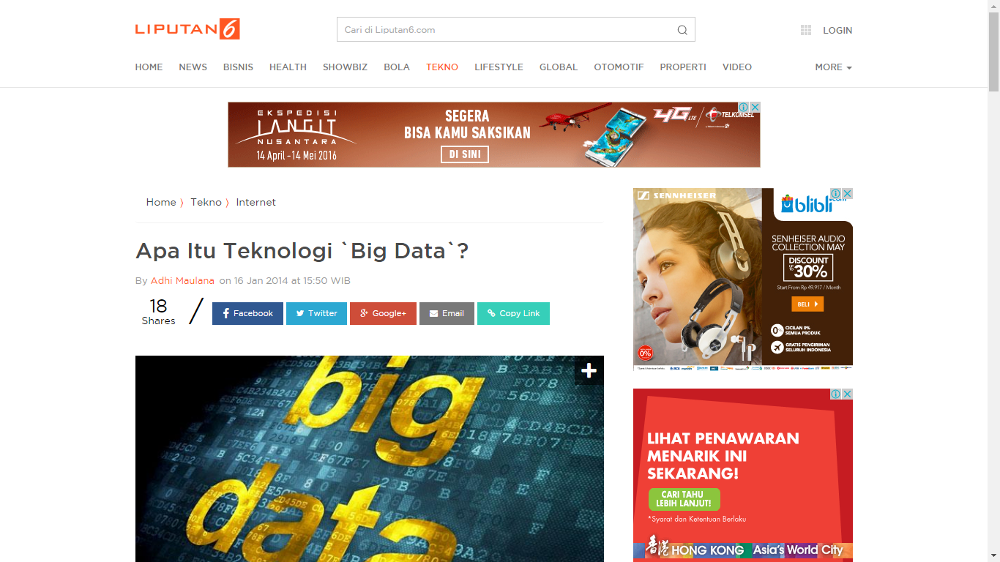 LIPUTAN 6
Cari di Liputan6.com
LOGIN
HOME NEWS BISNIS HEALTH SHOWBIZ BOLA TEKNO LIFESTYLE GLOBAL OTOMOTIF PROPERTI VIDEO MORE
EKSPEDISI
LANGIT
NUSANTARA
14 April - 14 Mei 2016
SEGERA
BISA KAMU SAKSIKAN
DI SINI
4G LTE TELKOMSEL
Home 〉 Tekno 〉 Internet
Apa Itu Teknologi `Big Data`?
By Adhi Maulana on 16 Jan 2014 at 15:50 WIB
18
Shares
Facebook
Twitter
Google+
Email
Copy Link
big
data
SENNHEISER
blibli.com
SENHEISER AUDIO
COLLECTION MAY
DISCOUNT
UP TO 30%
Start From Rp 49.917 / Month
BELI
0% CICILAN 0%
SEMUA PRODUK
GRATIS PENGIRIMAN
SELURUH INDONESIA
0%
LIHAT PENAWARAN
MENARIK INI
SEKARANG!
CARI TAHU
LEBIH LANJUT!
*Syarat dan Ketentuan Berlaku
香港 HONG KONG Asia's World City